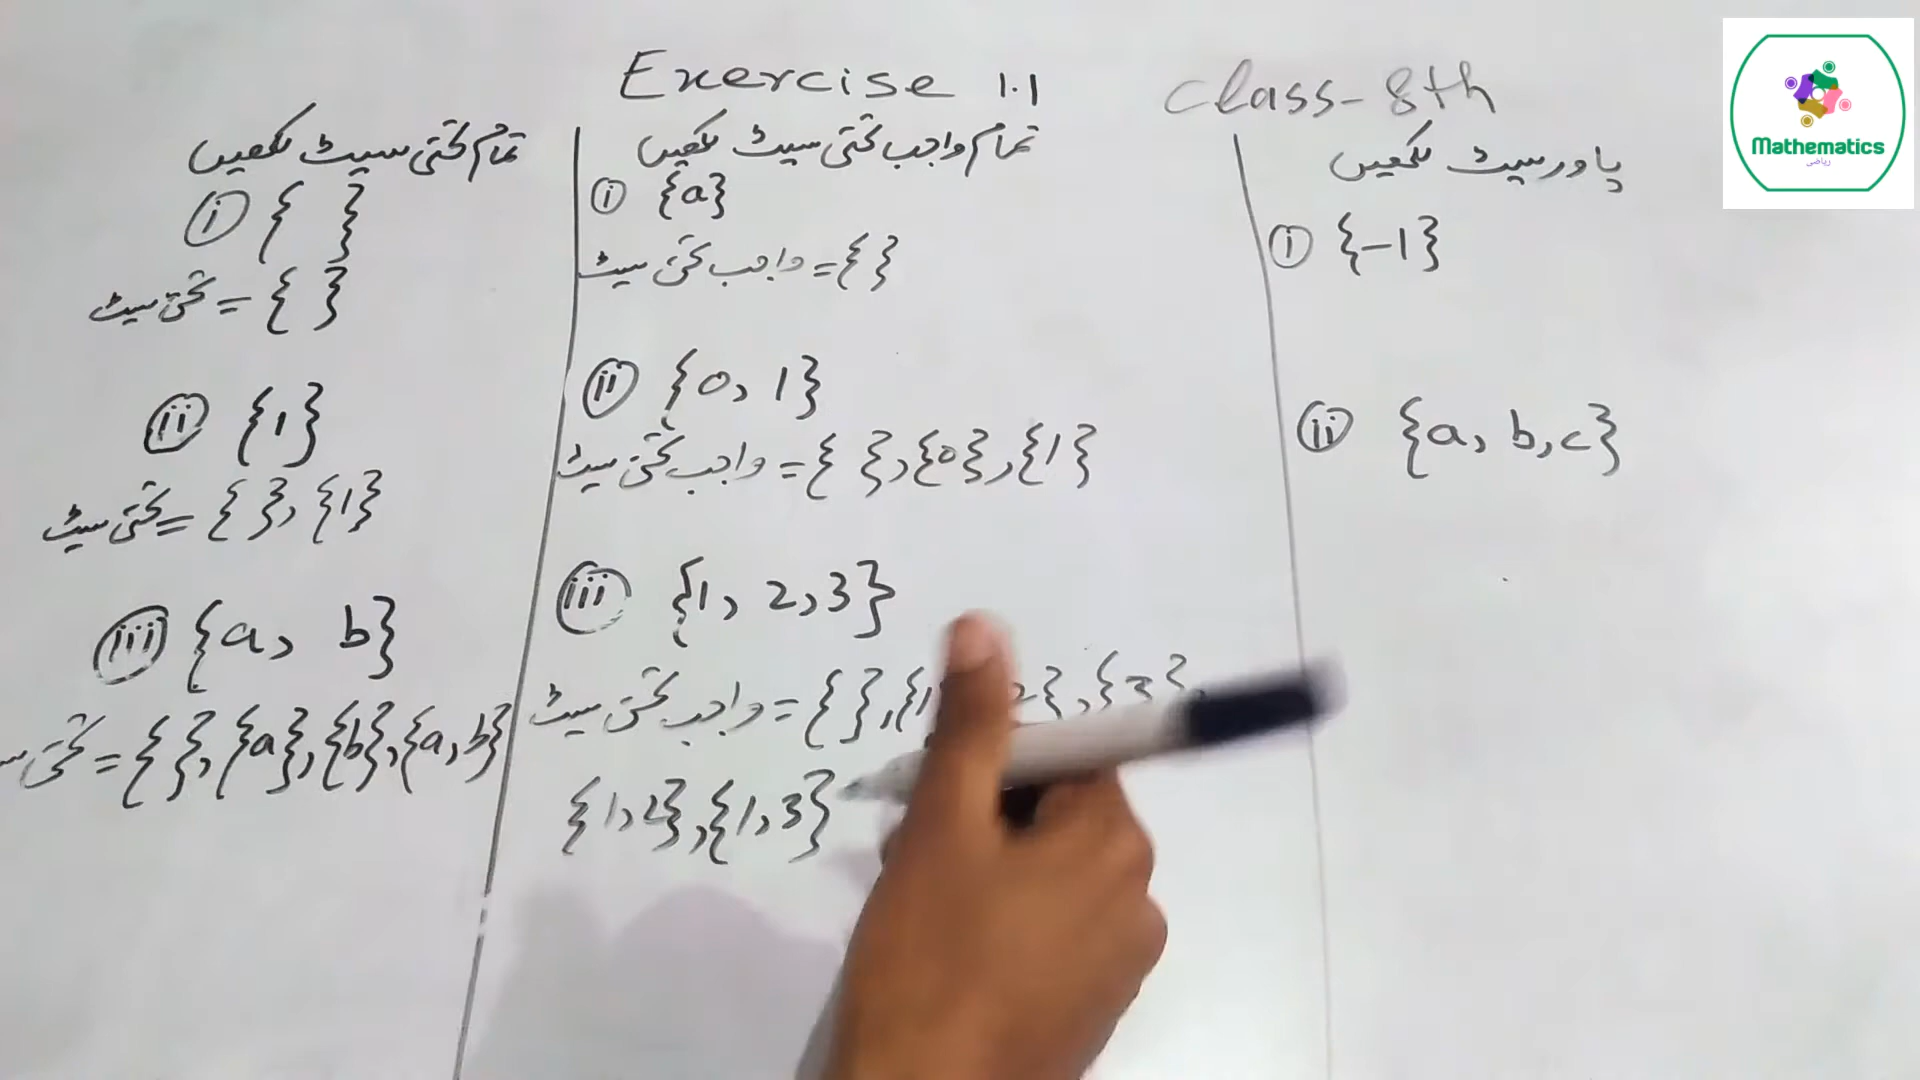 Exercise 1.1
class-8th
تمام تحتی سیٹ لکھیں
i { }
تحتی سیٹ = { }
ii {1}
تحتی سیٹ = { }, {1}
iii {a, b}
تحتی = { }, {a}, {b}, {a, b}
تمام واجب تحتی سیٹ لکھیں
i {a}
واجب تحتی سیٹ = { }
ii {0, 1}
واجب تحتی سیٹ = { }, {0}, {1}
iii {1, 2, 3}
واجب تحتی سیٹ = { }, {1 2}, {3},
{1, 2}, {1, 3}
پاور سیٹ لکھیں
i {-1}
ii {a, b, c}
Mathematics
ریاضی